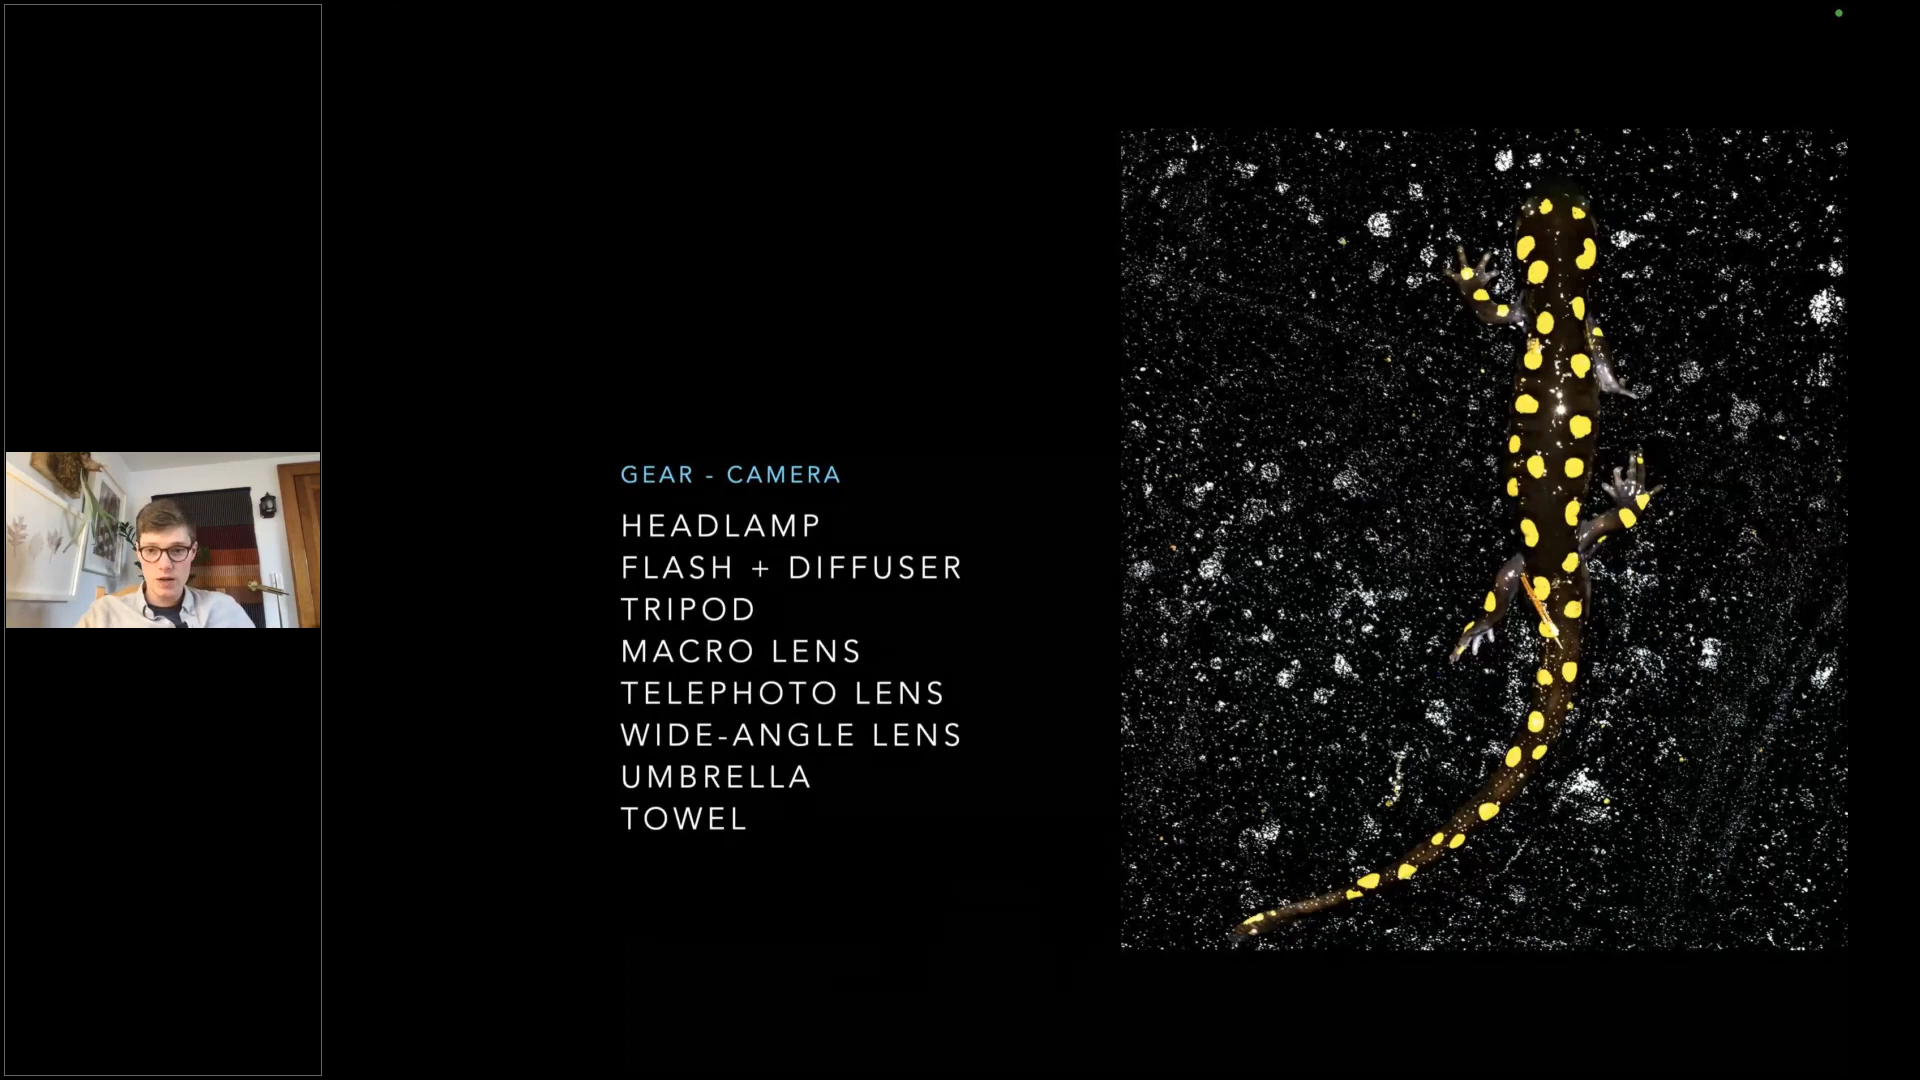 GEAR - CAMERA
HEADLAMP
FLASH + DIFFUSER
TRIPOD
MACRO LENS
TELEPHOTO LENS
WIDE-ANGLE LENS
UMBRELLA
TOWEL